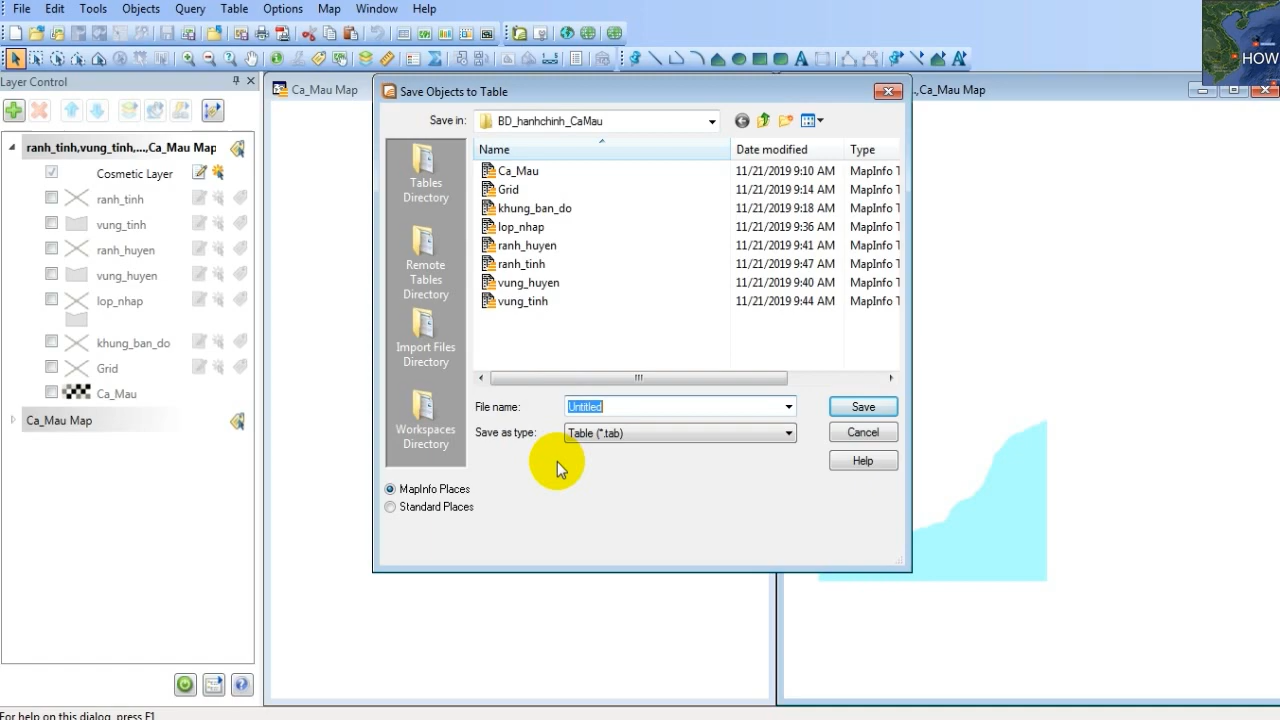 File Edit Tools Objects Query Table Options Map Window Help
HOW
Layer Control
Ca_Mau Map
Save Objects to Table
.,Ca_Mau Map
Save in: BD_hanhchinh_CaMau
Tables Directory
Remote Tables Directory
Import Files Directory
Workspaces Directory
Name Date modified Type
Ca_Mau 11/21/2019 9:10 AM MapInfo T
Grid 11/21/2019 9:14 AM MapInfo T
khung_ban_do 11/21/2019 9:18 AM MapInfo T
lop_nhap 11/21/2019 9:36 AM MapInfo T
ranh_huyen 11/21/2019 9:41 AM MapInfo T
ranh_tinh 11/21/2019 9:47 AM MapInfo T
vung_huyen 11/21/2019 9:40 AM MapInfo T
vung_tinh 11/21/2019 9:44 AM MapInfo T
File name: Untitled Save
Save as type: Table (*.tab) Cancel
Help
MapInfo Places
Standard Places
ranh_tinh,vung_tinh,...,Ca_Mau Map
Cosmetic Layer
ranh_tinh
vung_tinh
ranh_huyen
vung_huyen
lop_nhap
khung_ban_do
Grid
Ca_Mau
Ca_Mau Map
For help on this dialog, press F1